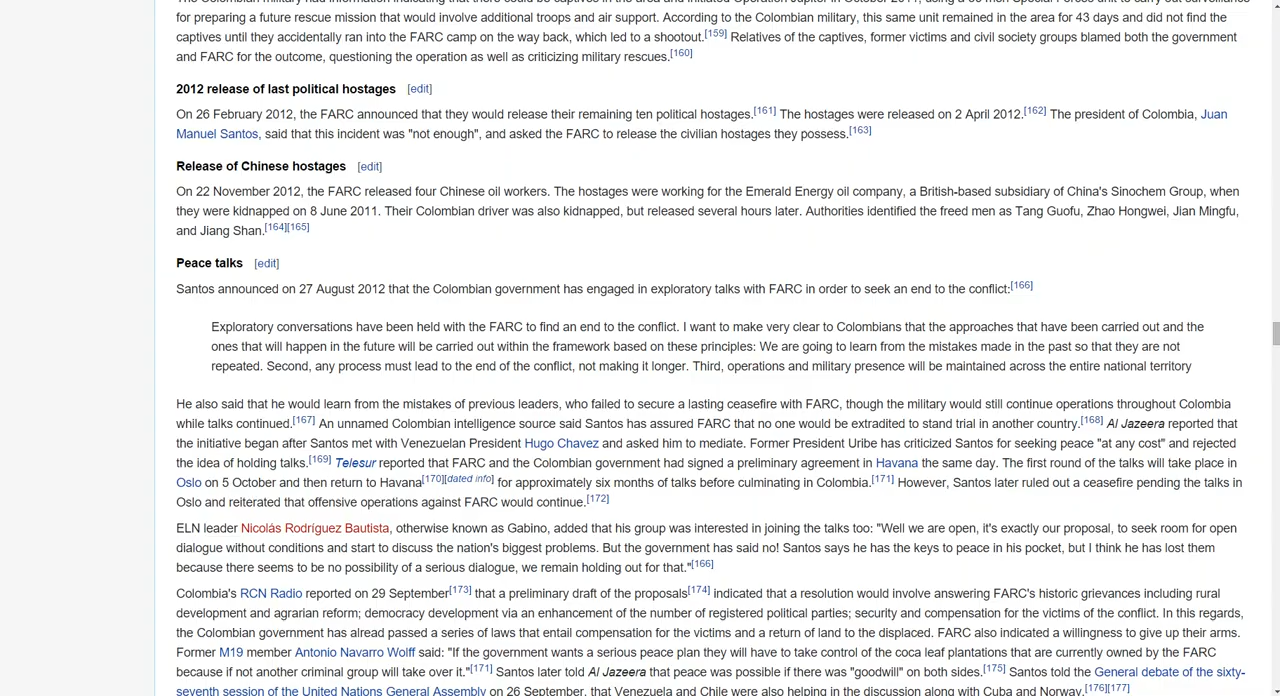 for preparing a future rescue mission that would involve additional troops and air support. According to the Colombian military, this same unit remained in the area for 43 days and did not find the
captives until they accidentally ran into the FARC camp on the way back, which led to a shootout.[159] Relatives of the captives, former victims and civil society groups blamed both the government
and FARC for the outcome, questioning the operation as well as criticizing military rescues.[160]
2012 release of last political hostages [edit]
On 26 February 2012, the FARC announced that they would release their remaining ten political hostages.[161] The hostages were released on 2 April 2012.[162] The president of Colombia, Juan
Manuel Santos, said that this incident was "not enough", and asked the FARC to release the civilian hostages they possess.[163]
Release of Chinese hostages [edit]
On 22 November 2012, the FARC released four Chinese oil workers. The hostages were working for the Emerald Energy oil company, a British-based subsidiary of China's Sinochem Group, when
they were kidnapped on 8 June 2011. Their Colombian driver was also kidnapped, but released several hours later. Authorities identified the freed men as Tang Guofu, Zhao Hongwei, Jian Mingfu,
and Jiang Shan.[164][165]
Peace talks [edit]
Santos announced on 27 August 2012 that the Colombian government has engaged in exploratory talks with FARC in order to seek an end to the conflict:[166]
Exploratory conversations have been held with the FARC to find an end to the conflict. I want to make very clear to Colombians that the approaches that have been carried out and the
ones that will happen in the future will be carried out within the framework based on these principles: We are going to learn from the mistakes made in the past so that they are not
repeated. Second, any process must lead to the end of the conflict, not making it longer. Third, operations and military presence will be maintained across the entire national territory
He also said that he would learn from the mistakes of previous leaders, who failed to secure a lasting ceasefire with FARC, though the military would still continue operations throughout Colombia
while talks continued.[167] An unnamed Colombian intelligence source said Santos has assured FARC that no one would be extradited to stand trial in another country.[168] Al Jazeera reported that
the initiative began after Santos met with Venezuelan President Hugo Chavez and asked him to mediate. Former President Uribe has criticized Santos for seeking peace "at any cost" and rejected
the idea of holding talks.[169] Telesur reported that FARC and the Colombian government had signed a preliminary agreement in Havana the same day. The first round of the talks will take place in
Oslo on 5 October and then return to Havana[170][dated info] for approximately six months of talks before culminating in Colombia.[171] However, Santos later ruled out a ceasefire pending the talks in
Oslo and reiterated that offensive operations against FARC would continue.[172]
ELN leader Nicolás Rodríguez Bautista, otherwise known as Gabino, added that his group was interested in joining the talks too: "Well we are open, it's exactly our proposal, to seek room for open
dialogue without conditions and start to discuss the nation's biggest problems. But the government has said no! Santos says he has the keys to peace in his pocket, but I think he has lost them
because there seems to be no possibility of a serious dialogue, we remain holding out for that."[166]
Colombia's RCN Radio reported on 29 September[173] that a preliminary draft of the proposals[174] indicated that a resolution would involve answering FARC's historic grievances including rural
development and agrarian reform; democracy development via an enhancement of the number of registered political parties; security and compensation for the victims of the conflict. In this regards,
the Colombian government has alread passed a series of laws that entail compensation for the victims and a return of land to the displaced. FARC also indicated a willingness to give up their arms.
Former M19 member Antonio Navarro Wolff said: "If the government wants a serious peace plan they will have to take control of the coca leaf plantations that are currently owned by the FARC
because if not another criminal group will take over it."[171] Santos later told Al Jazeera that peace was possible if there was "goodwill" on both sides.[175] Santos told the General debate of the sixty-
seventh session of the United Nations General Assembly on 26 September, that Venezuela and Chile were also helping in the discussion along with Cuba and Norway.[176][177]